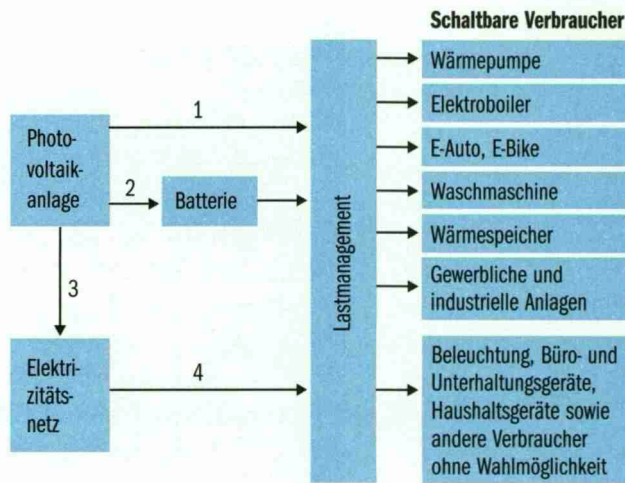 Schaltbare Verbraucher
Wärmepumpe
1
Elektroboiler
Photo-
voltaik-
anlage
E-Auto, E-Bike
2
Batterie
Waschmaschine
Lastmanagement
Wärmespeicher
3
Gewerbliche und
industrielle Anlagen
Elektri-
zitäts-
netz
4
Beleuchtung, Büro- und
Unterhaltungsgeräte,
Haushaltsgeräte sowie
andere Verbraucher
ohne Wahlmöglichkeit